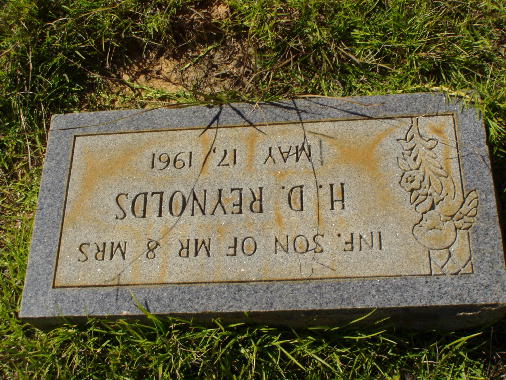 INF. SON OF MR & MRS
H. D. REYNOLDS
MAY 17, 1961